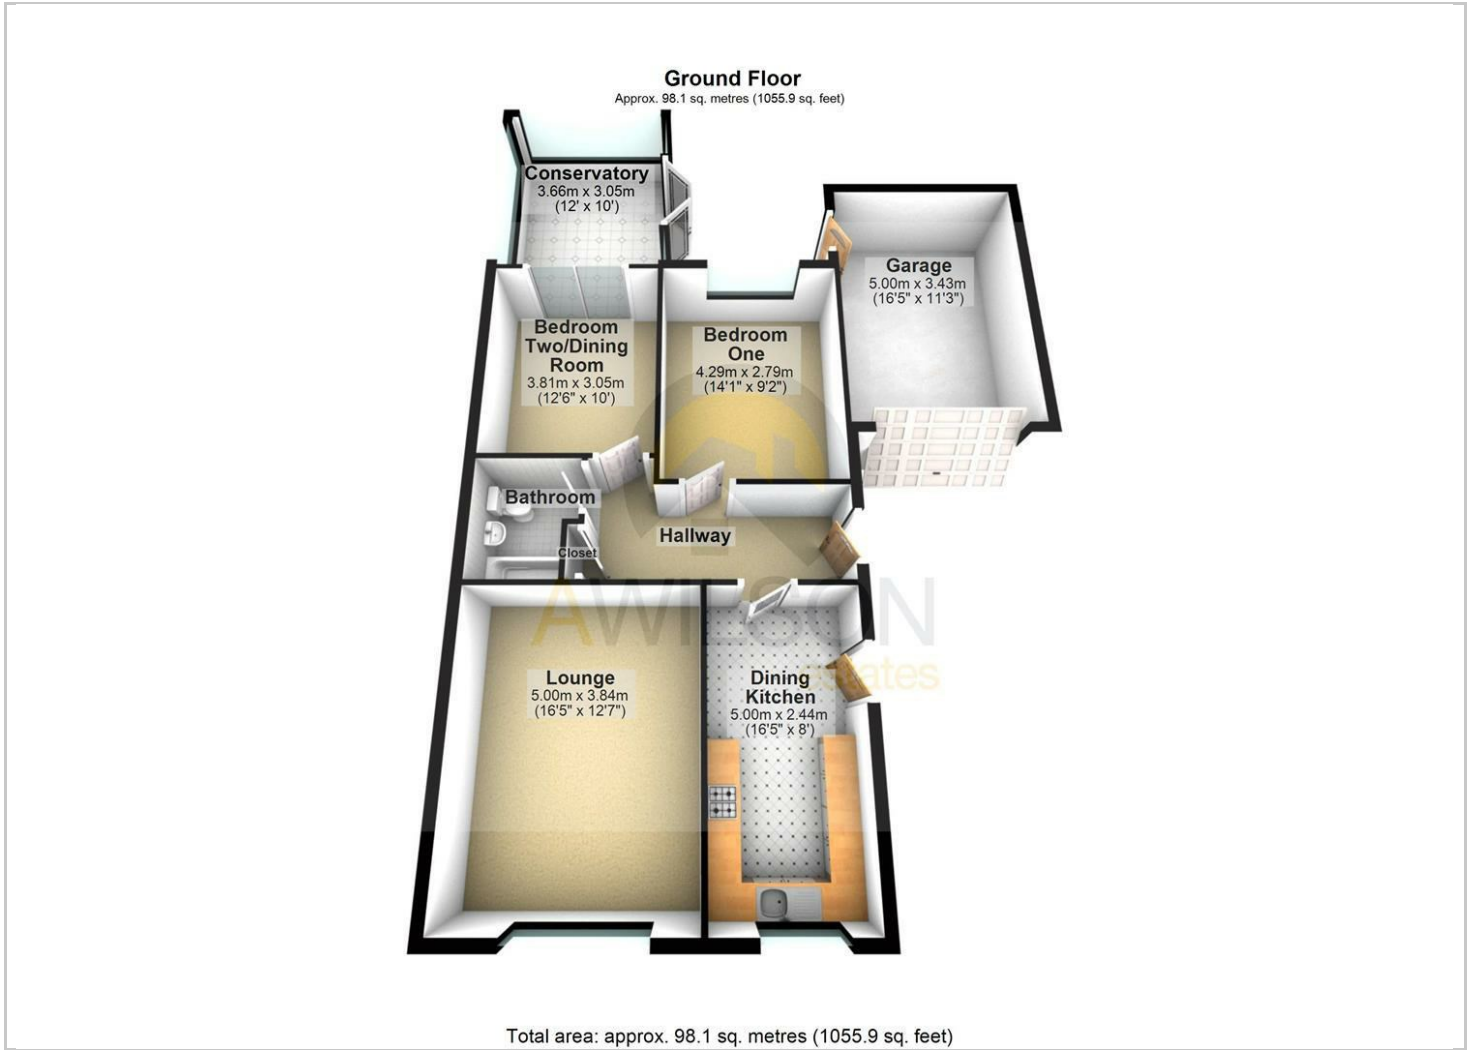 Ground Floor
Approx. 98.1 sq. metres (1055.9 sq. feet)
Conservatory
3.66m x 3.05m
(12' x 10')
Garage
5.00m x 3.43m
(16'5" x 11'3")
Bedroom
Two/Dining
Room
3.81m x 3.05m
(12'6" x 10')
Bedroom
One
4.29m x 2.79m
(14'1" x 9'2")
Bathroom
Hallway
Closet
AWILSON
estates
Lounge
5.00m x 3.84m
(16'5" x 12'7")
Dining
Kitchen
5.00m x 2.44m
(16'5" x 8')
Total area: approx. 98.1 sq. metres (1055.9 sq. feet)